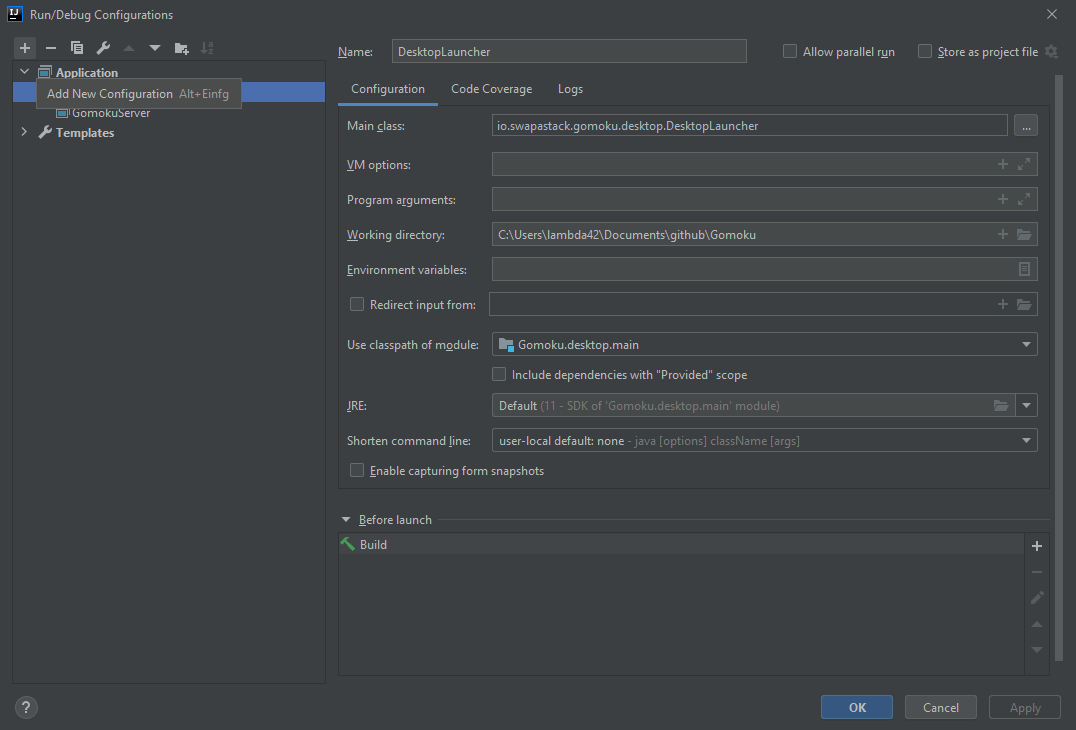 Run/Debug Configurations
Name: DesktopLauncher Allow parallel run Store as project file
Application
Add New Configuration Alt+Einfg
GomokuServer
Templates
Configuration Code Coverage Logs
Main class: io.swapastack.gomoku.desktop.DesktopLauncher ...
VM options:
Program arguments:
Working directory: C:\Users\lambda42\Documents\github\Gomoku
Environment variables:
Redirect input from:
Use classpath of module: Gomoku.desktop.main
Include dependencies with "Provided" scope
JRE: Default (11 - SDK of 'Gomoku.desktop.main' module)
Shorten command line: user-local default: none - java [options] className [args]
Enable capturing form snapshots
Before launch
Build
? OK Cancel Apply